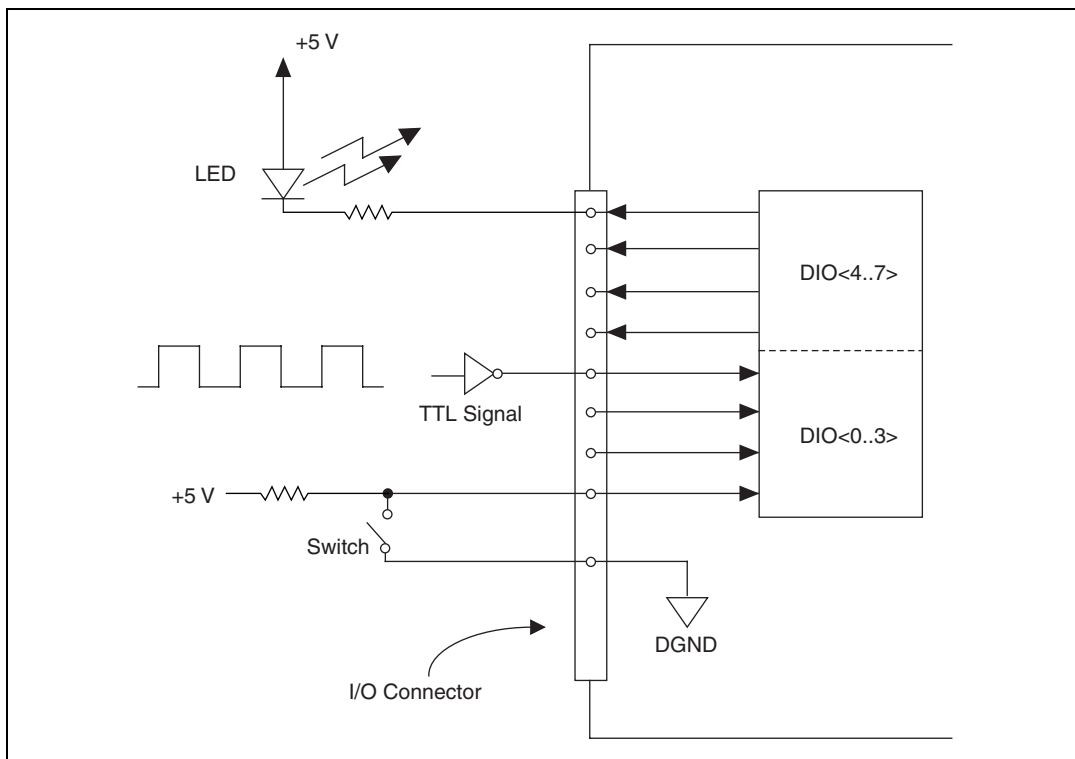 +5 V
LED
DIO<4..7>
TTL Signal
DIO<0..3>
+5 V
Switch
DGND
I/O Connector